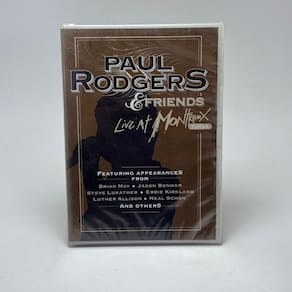 PAUL
RODGERS
& FRIENDS
Live At Montreux
FEATURING APPEARANCES
FROM
BRIAN MAY • JASON BONHAM
STEVE LUKATHER • EDDIE KIRKLAND
LUTHER ALLISON • NEAL SCHON
AND OTHERS